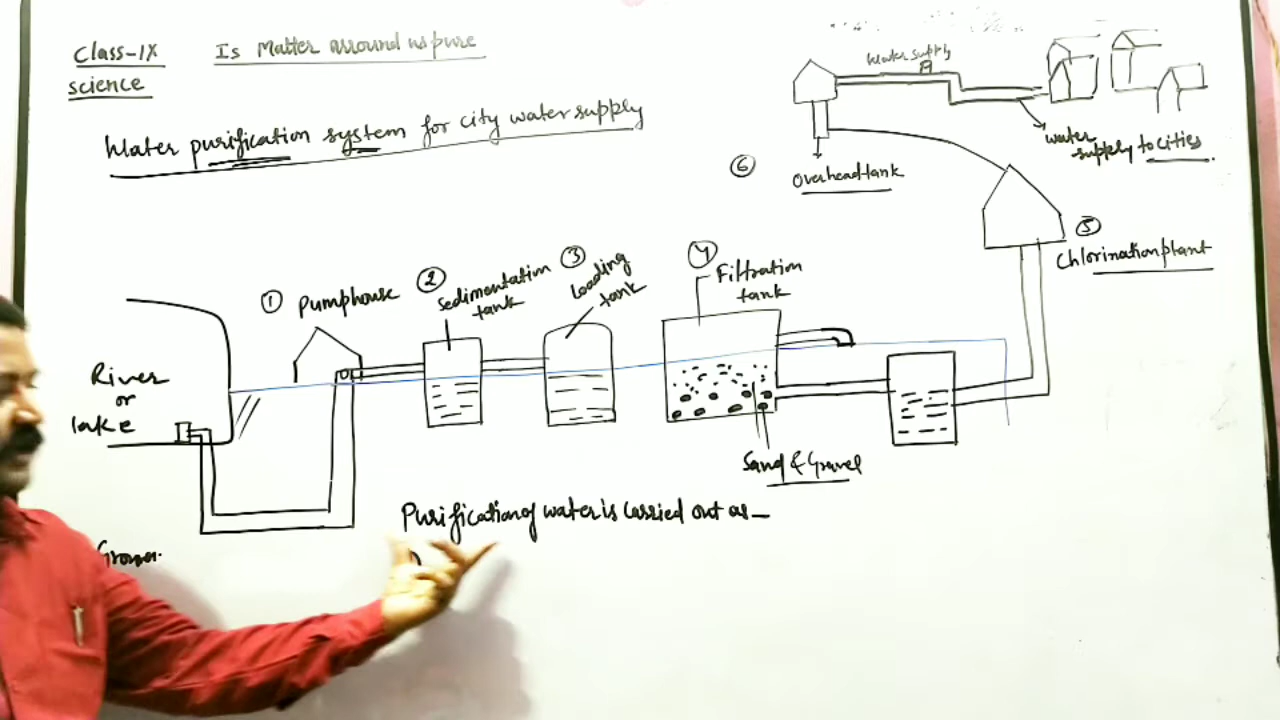 Class-IX
Is Matter arround us pure
science
Water purification system for city water supply
Water supply
water
supply to cities
⑥
Overhead tank
⑤
Chlorination plant
① Pumphouse
② Sedimentation
tank
③ Loading
tank
④ Filtration
tank
River
or
lake
Sand & Gravel
Purification of water is carried out as —